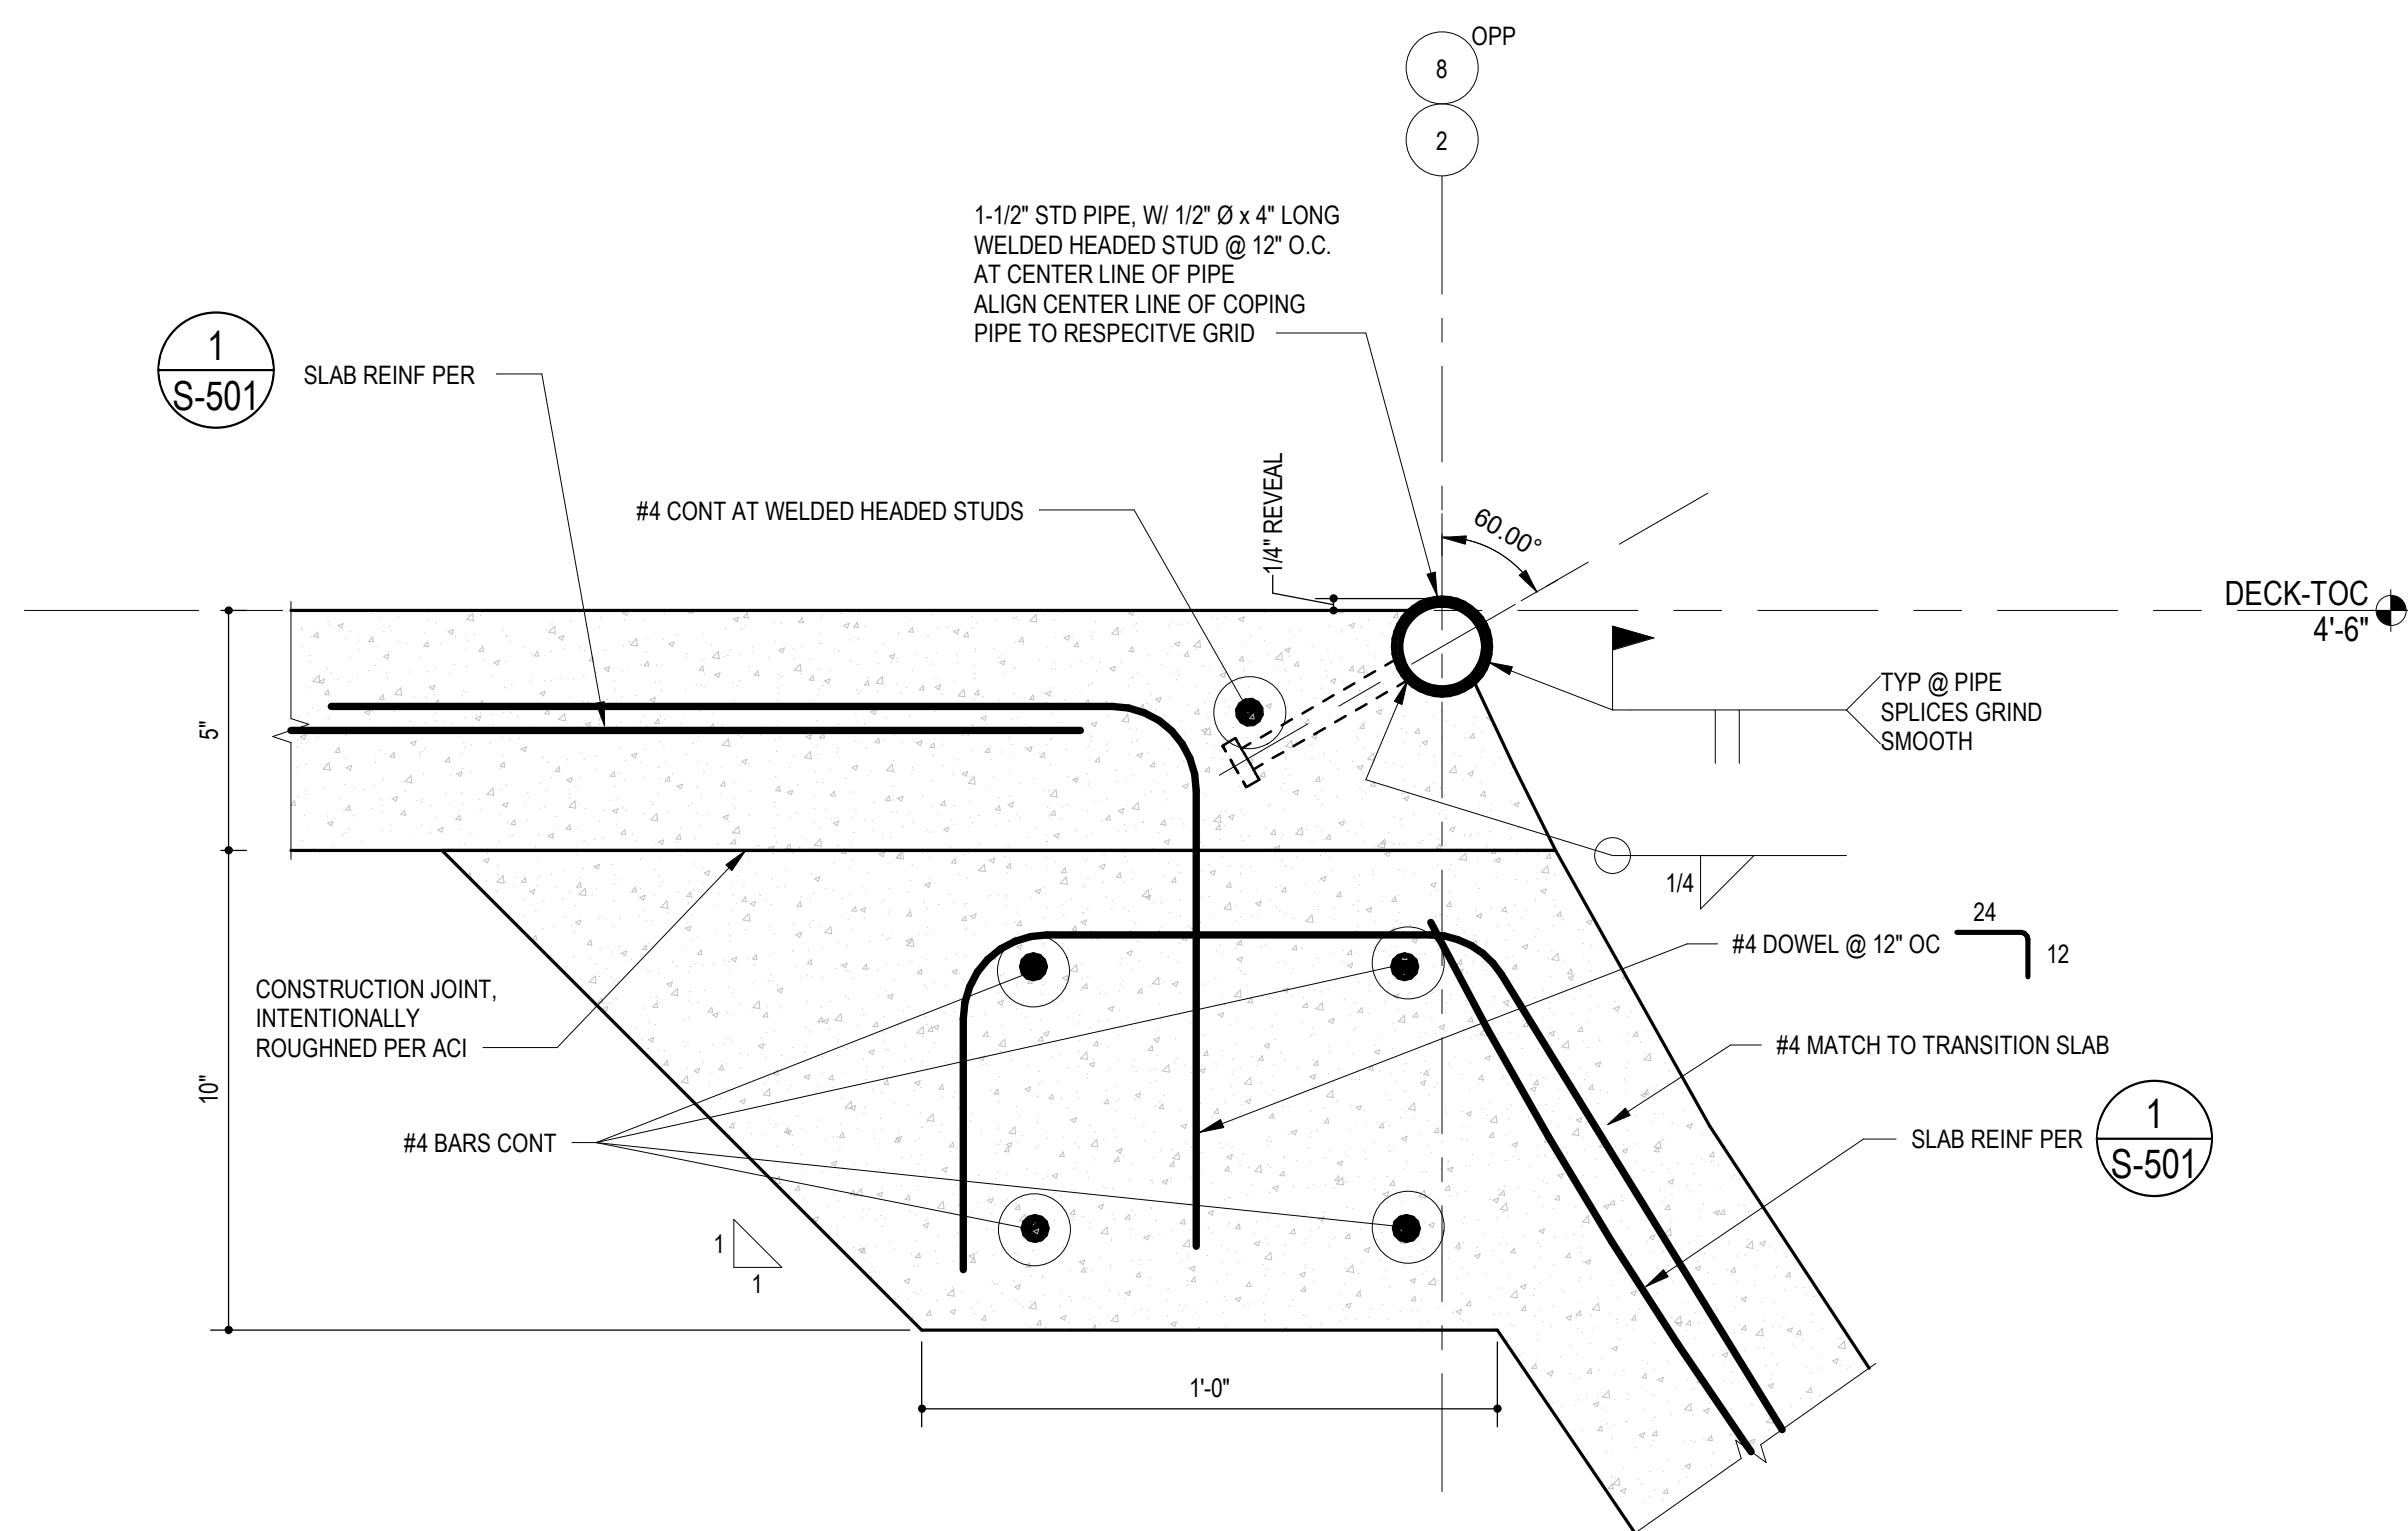 OPP
8
2
1-1/2" STD PIPE, W/ 1/2" Ø x 4" LONG
WELDED HEADED STUD @ 12" O.C.
AT CENTER LINE OF PIPE
ALIGN CENTER LINE OF COPING
PIPE TO RESPECITVE GRID
1
S-501
SLAB REINF PER
#4 CONT AT WELDED HEADED STUDS
1/4" REVEAL
60.00°
DECK-TOC
4'-6"
TYP @ PIPE
SPLICES GRIND
SMOOTH
5"
1/4
24
#4 DOWEL @ 12" OC
12
CONSTRUCTION JOINT,
INTENTIONALLY
ROUGHNED PER ACI
#4 MATCH TO TRANSITION SLAB
10"
#4 BARS CONT
SLAB REINF PER
1
S-501
1
1
1'-0"